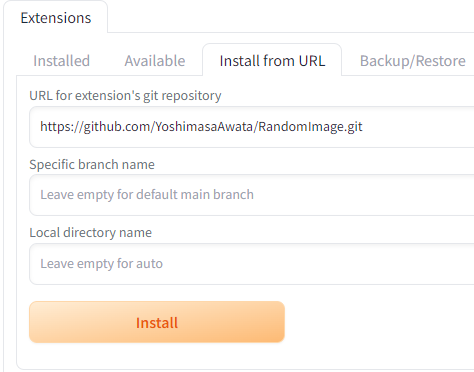 Extensions
Installed Available Install from URL Backup/Restore
URL for extension's git repository
https://github.com/YoshimasaAwata/RandomImage.git
Specific branch name
Leave empty for default main branch
Local directory name
Leave empty for auto
Install